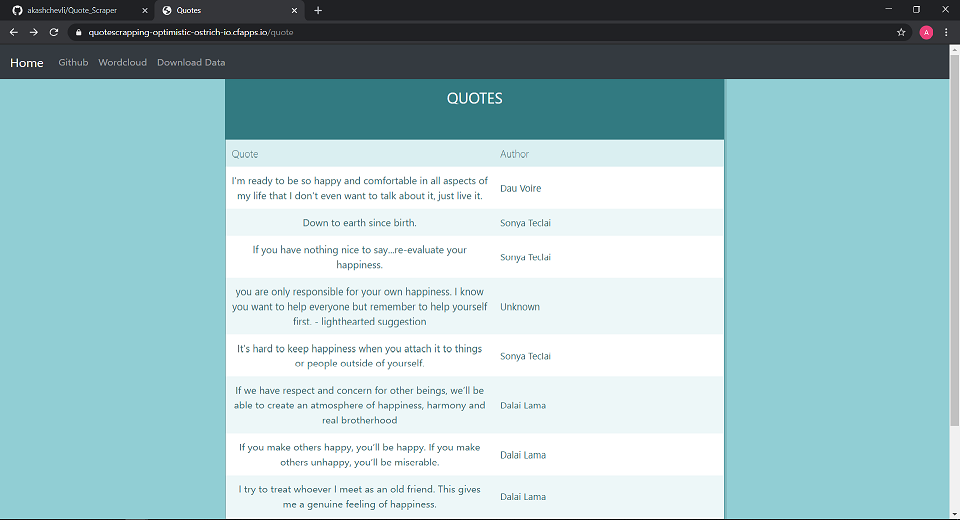 akashchevli/Quote_Scraper
Quotes
quotescrapping-optimistic-ostrich-io.cfapps.io/quote
A
Home Github Wordcloud Download Data
QUOTES
Quote Author
I'm ready to be so happy and comfortable in all aspects of
my life that I don't even want to talk about it, just live it.
Dau Voire
Down to earth since birth.
Sonya Teclai
If you have nothing nice to say...re-evaluate your
happiness.
Sonya Teclai
you are only responsible for your own happiness. I know
you want to help everyone but remember to help yourself
first. - lighthearted suggestion
Unknown
It's hard to keep happiness when you attach it to things
or people outside of yourself.
Sonya Teclai
If we have respect and concern for other beings, we'll be
able to create an atmosphere of happiness, harmony and
real brotherhood
Dalai Lama
If you make others happy, you'll be happy. If you make
others unhappy, you'll be miserable.
Dalai Lama
I try to treat whoever I meet as an old friend. This gives
me a genuine feeling of happiness.
Dalai Lama